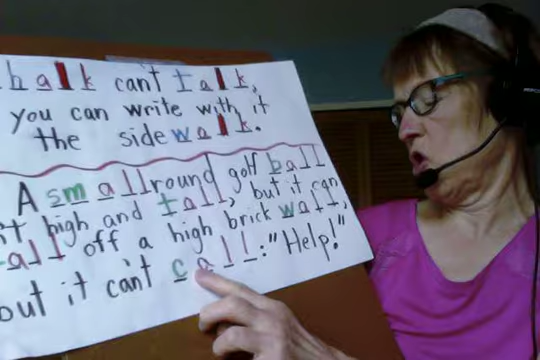 halk can't talk,
you can write with it
the sidewalk.
A small round golf ball
't high and tall, but it can
all off a high brick wall,
out it can't call: "Help!"